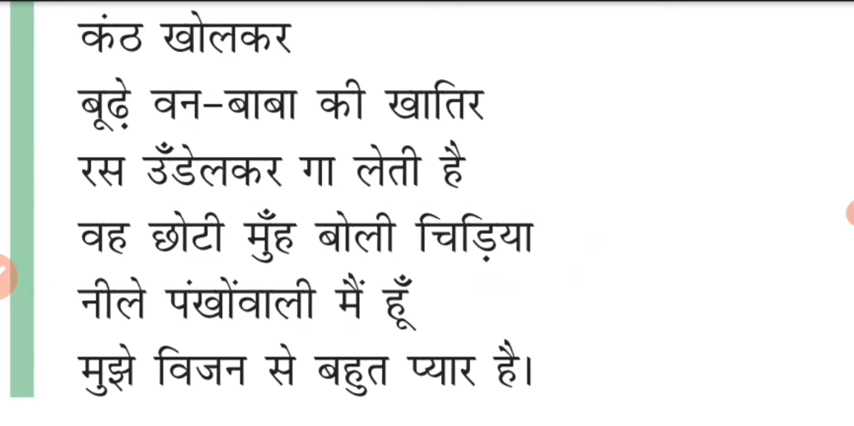 कंठ खोलकर
बूढ़े वन-बाबा की खातिर
रस उँडेलकर गा लेती है
वह छोटी मुँह बोली चिड़िया
नीले पंखोंवाली मैं हूँ
मुझे विजन से बहुत प्यार है।